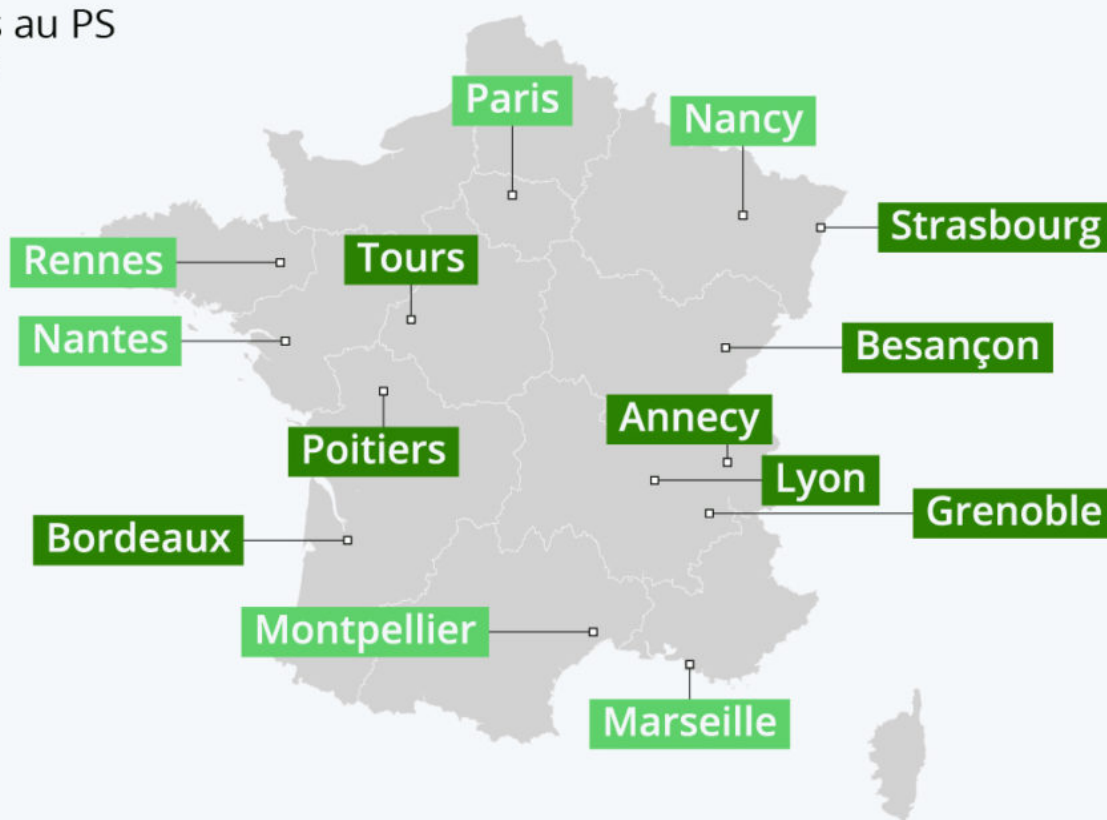 au PS
Paris
Nancy
Strasbourg
Rennes
Tours
Nantes
Besançon
Annecy
Poitiers
Lyon
Grenoble
Bordeaux
Montpellier
Marseille